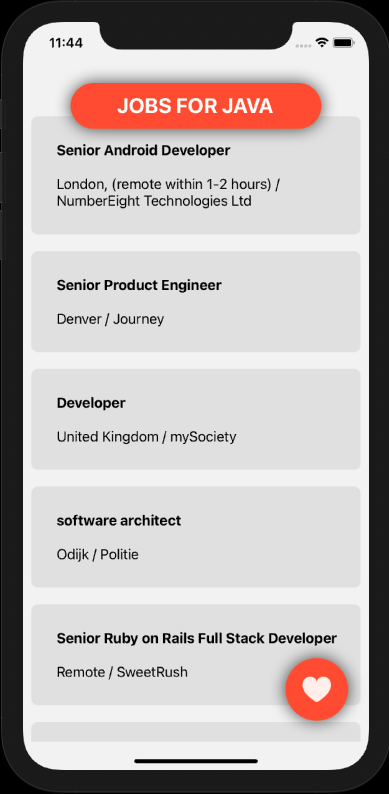 11:44
JOBS FOR JAVA
Senior Android Developer
London, (remote within 1-2 hours) /
NumberEight Technologies Ltd
Senior Product Engineer
Denver / Journey
Developer
United Kingdom / mySociety
software architect
Odijk / Politie
Senior Ruby on Rails Full Stack Developer
Remote / SweetRush